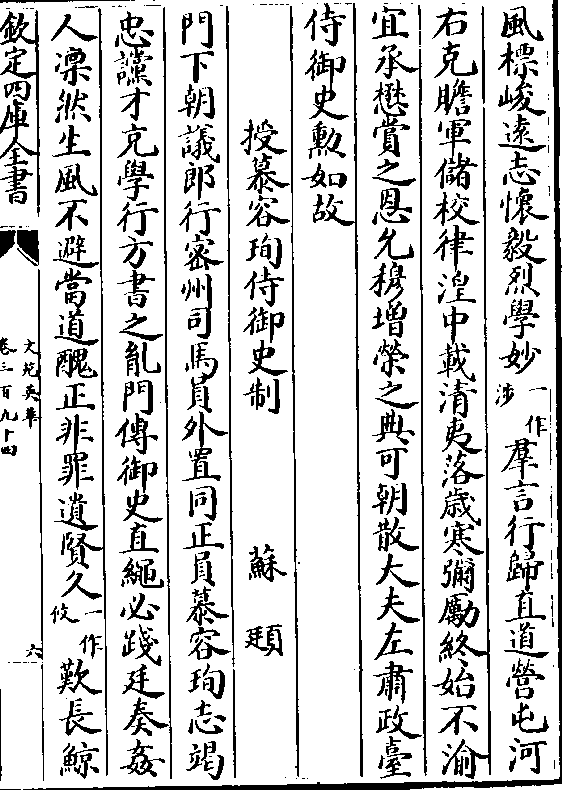 風標峻遠志懷毅烈學妙一作涉羣言行歸直道營屯河
右克贍軍儲校律湟中載清夷落歲寒彌勵終始不渝
宜承懋賞之恩允穆增榮之典可朝散大夫左肅政臺
侍御史勲如故
授慕容珣侍御史制 蘇頲
門下朝議郎行密州司馬員外置同正員慕容珣志竭
忠讜才克學行方書之亂門傳御史直繩必踐廷奏姦
人凛然生風不避當道醜正非罪遺賢久一作攸歎長鯨
欽定四庫全書
文苑英華
卷三百九十四
六